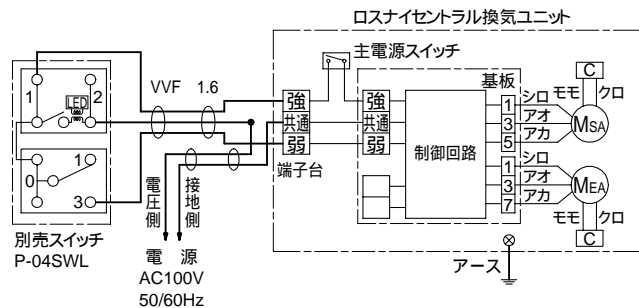 ロスナイセントラル換気ユニット
主電源スイッチ
基板
VVF 1.6
LED
1
2
0
1
3
強
共通
弱
端子台
強
共通
弱
制御回路
1
3
5
1
3
7
シロ
アオ
アカ
シロ
アオ
アカ
C
モモ
クロ
MSA
MEA
モモ
クロ
C
電圧側
接地側
別売スイッチ
P-04SWL
電 源
AC100V
50/60Hz
アース